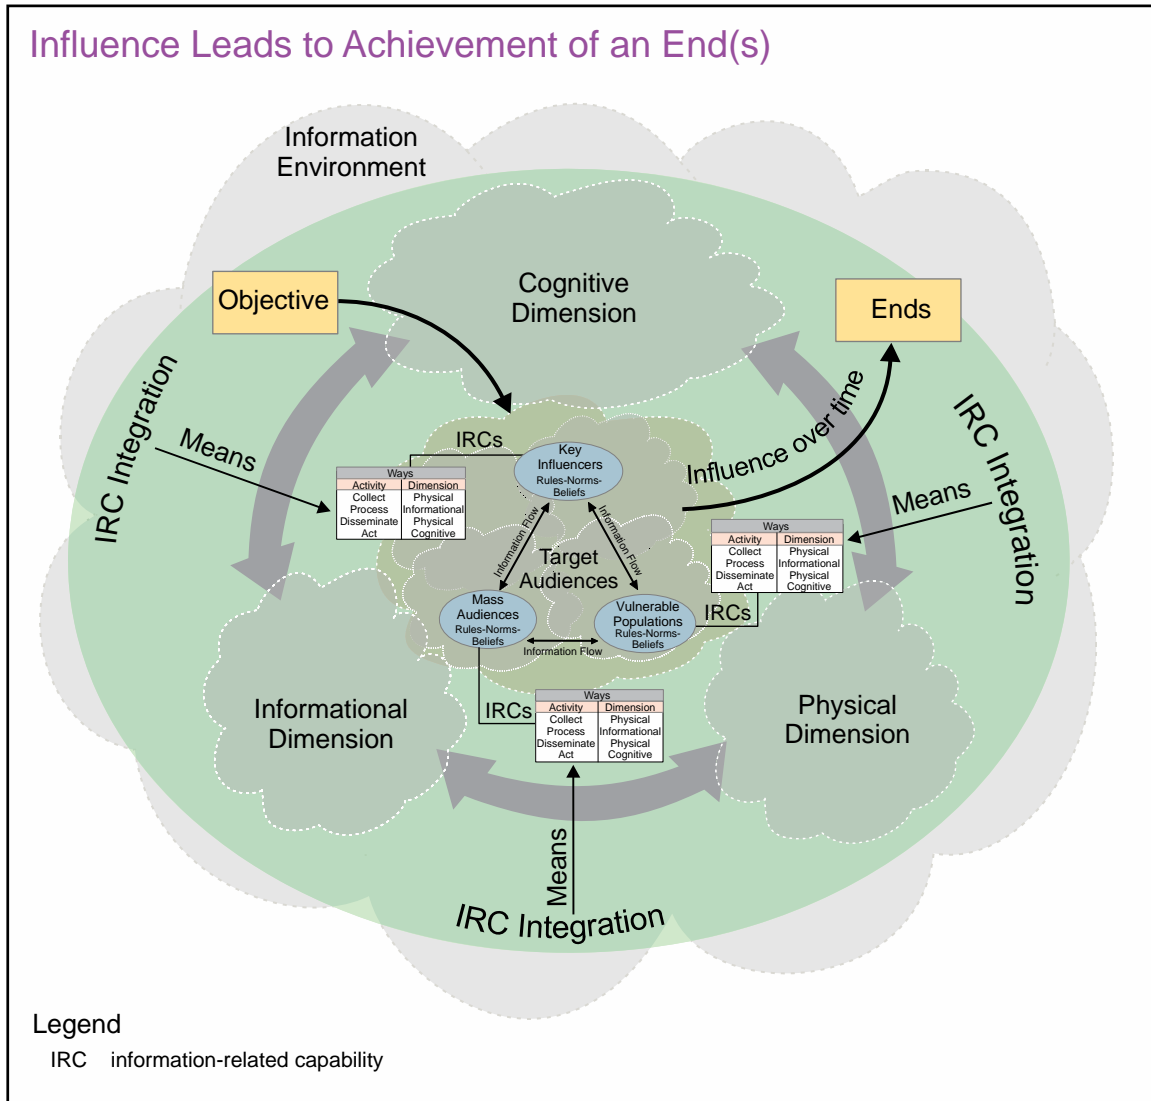 Influence Leads to Achievement of an End(s)
Information
Environment
Cognitive
Dimension
Objective
Ends
IRC Integration
Means
IRCs
Key
Influencers
Rules-Norms-
Beliefs
Influence over time
IRC Integration
Means
Ways
Activity Dimension
Collect Physical
Process Informational
Disseminate Physical
Act Cognitive
Information Flow
Information Flow
Target
Audiences
Ways
Activity Dimension
Collect Physical
Process Informational
Disseminate Physical
Act Cognitive
IRCs
Mass
Audiences
Rules-Norms-
Beliefs
Information Flow
Vulnerable
Populations
Rules-Norms-
Beliefs
Informational
Dimension
Physical
Dimension
IRCs
Ways
Activity Dimension
Collect Physical
Process Informational
Disseminate Physical
Act Cognitive
Means
IRC Integration
Legend
IRC information-related capability